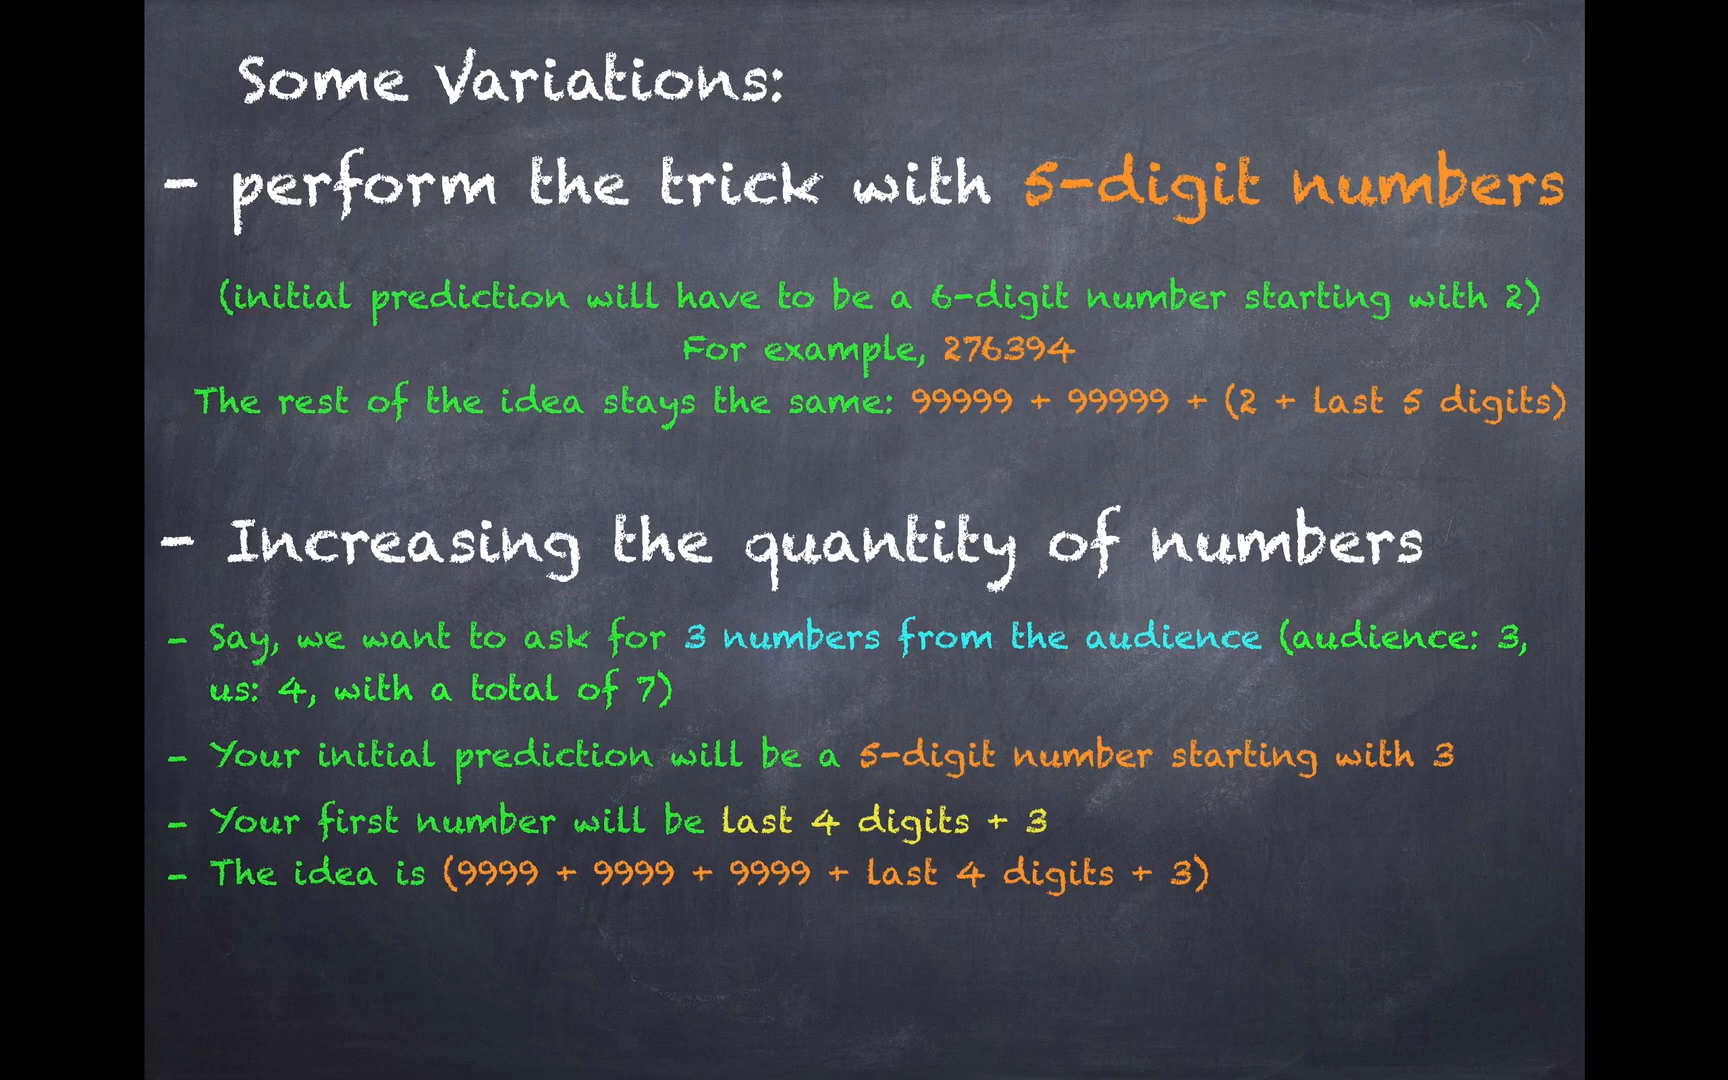 Some Variations:
- perform the trick with 5-digit numbers
(initial prediction will have to be a 6-digit number starting with 2)
For example, 276394
The rest of the idea stays the same: 99999 + 99999 + (2 + last 5 digits)
- Increasing the quantity of numbers
- Say, we want to ask for 3 numbers from the audience (audience: 3,
us: 4, with a total of 7)
- Your initial prediction will be a 5-digit number starting with 3
- Your first number will be last 4 digits + 3
- The idea is (9999 + 9999 + 9999 + last 4 digits + 3)